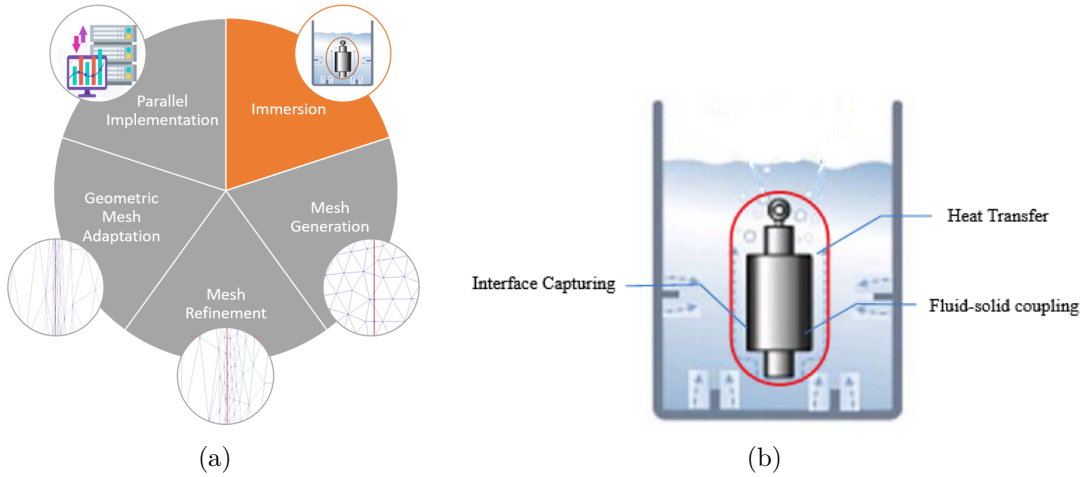 Parallel
Implementation
Immersion
Geometric
Mesh
Adaptation
Mesh
Generation
Mesh
Refinement
(a)
Heat Transfer
Interface Capturing
Fluid-solid coupling
(b)